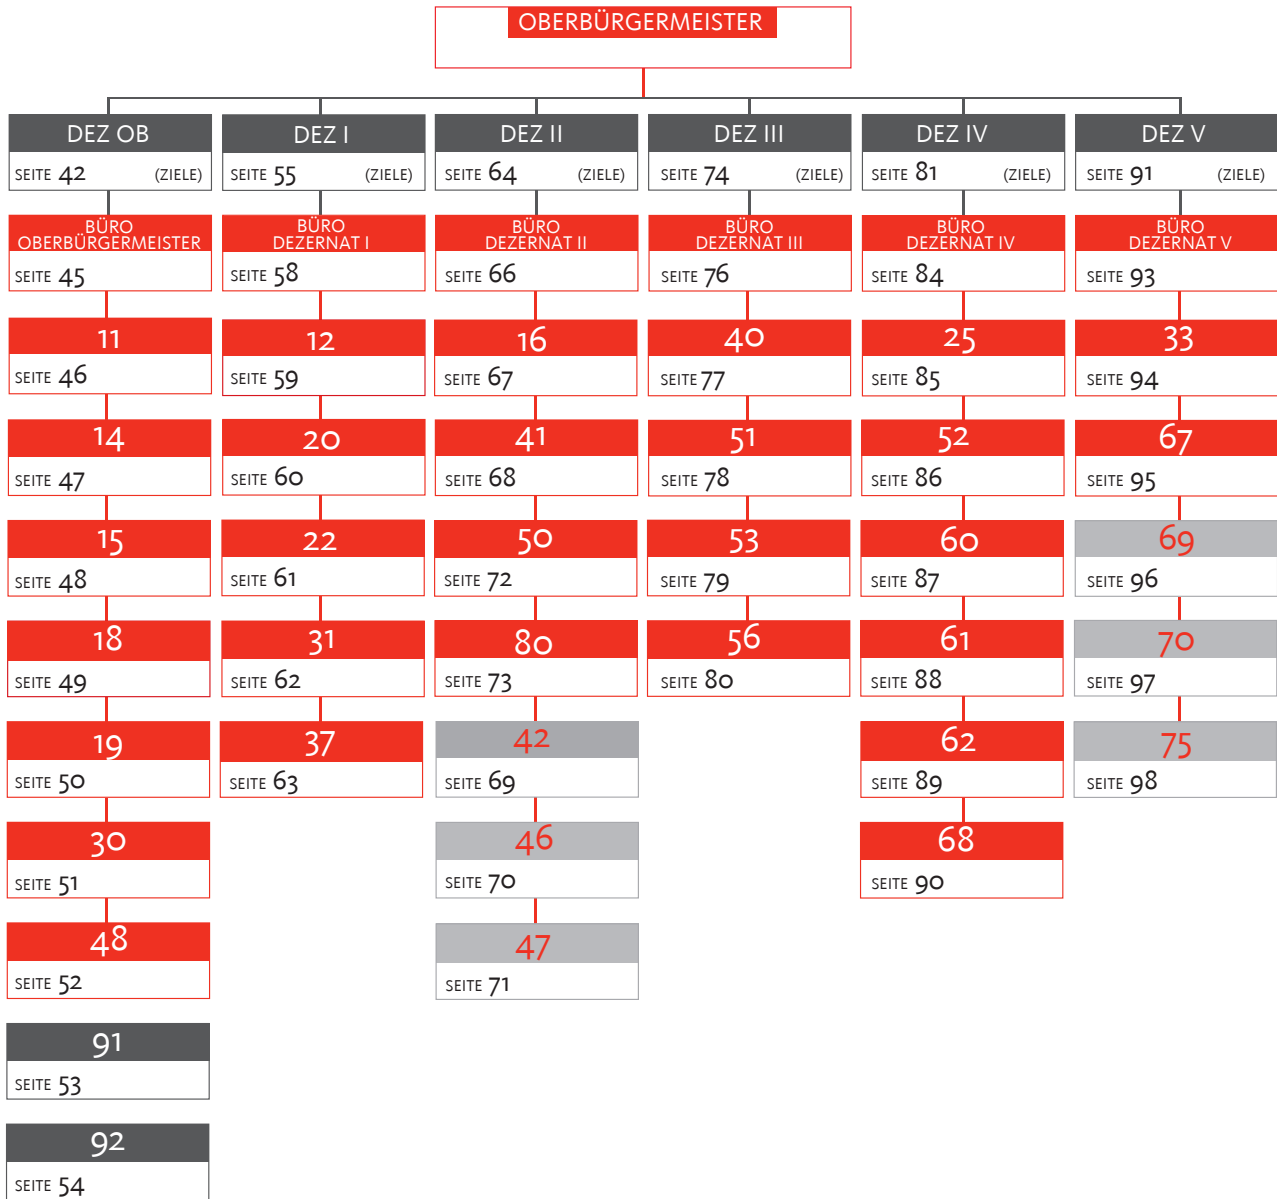 OBERBÜRGERMEISTER
DEZ OB
SEITE 42 (ZIELE)
BÜRO
OBERBÜRGERMEISTER
SEITE 45
11
SEITE 46
14
SEITE 47
15
SEITE 48
18
SEITE 49
19
SEITE 50
30
SEITE 51
48
SEITE 52
91
SEITE 53
92
SEITE 54
DEZ I
SEITE 55 (ZIELE)
BÜRO
DEZERNAT I
SEITE 58
12
SEITE 59
20
SEITE 60
22
SEITE 61
31
SEITE 62
37
SEITE 63
DEZ II
SEITE 64 (ZIELE)
BÜRO
DEZERNAT II
SEITE 66
16
SEITE 67
41
SEITE 68
50
SEITE 72
80
SEITE 73
42
SEITE 69
46
SEITE 70
47
SEITE 71
DEZ III
SEITE 74 (ZIELE)
BÜRO
DEZERNAT III
SEITE 76
40
SEITE 77
51
SEITE 78
53
SEITE 79
56
SEITE 80
DEZ IV
SEITE 81 (ZIELE)
BÜRO
DEZERNAT IV
SEITE 84
25
SEITE 85
52
SEITE 86
60
SEITE 87
61
SEITE 88
62
SEITE 89
68
SEITE 90
DEZ V
SEITE 91 (ZIELE)
BÜRO
DEZERNAT V
SEITE 93
33
SEITE 94
67
SEITE 95
69
SEITE 96
70
SEITE 97
75
SEITE 98